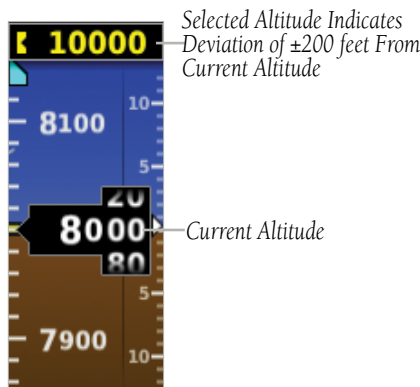 10000
Selected Altitude Indicates
Deviation of ±200 feet From
Current Altitude
10
8100
5
20
8000
Current Altitude
80
5
7900
10